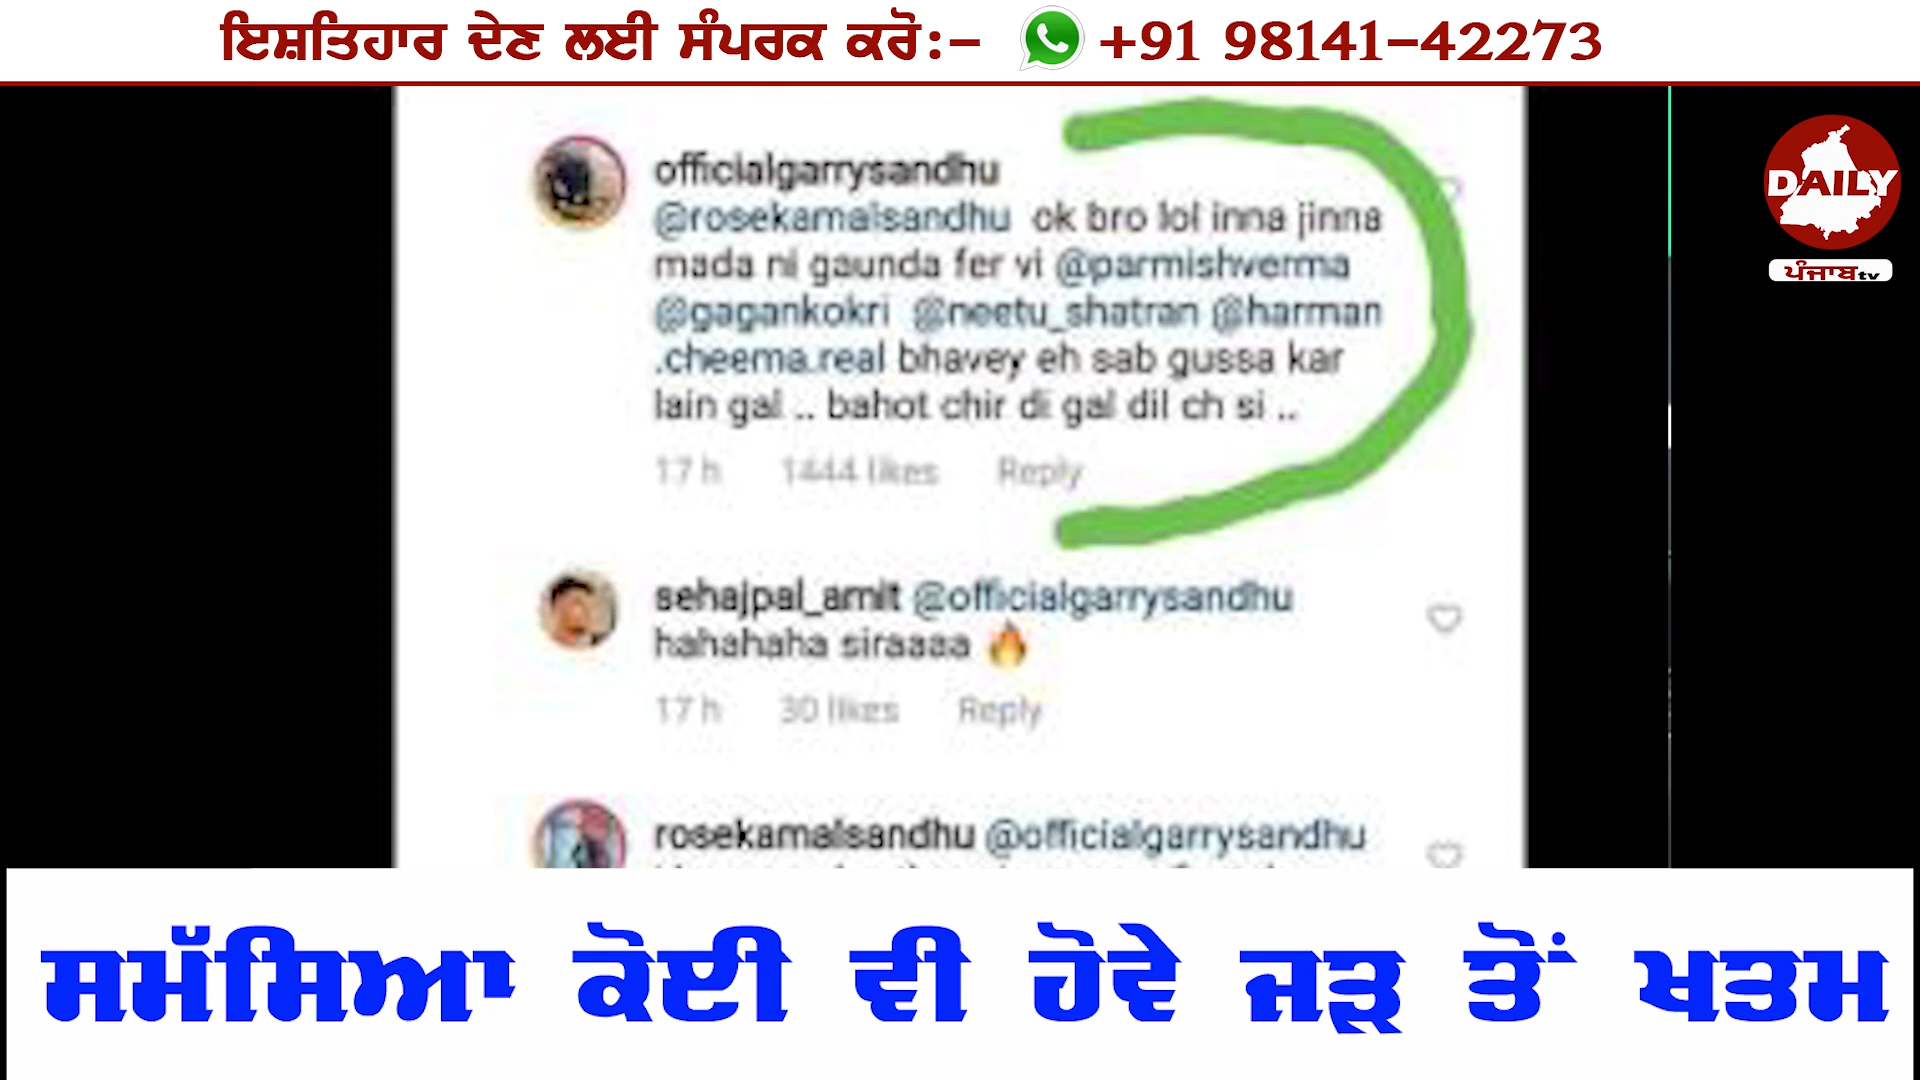 ਇਸ਼ਤਿਹਾਰ ਦੇਣ ਲਈ ਸੰਪਰਕ ਕਰੋ:- +91 98141-42273
DAILY
ਪੰਜਾਬ tv
officialgarrysandhu
@rosekamalsandhu ok bro lol inna jinna
mada ni gaunda fer vi @parmishverma
@gagankokri @neetu_shatran @harman
.cheema.real bhavey eh sab gussa kar
lain gal .. bahot chir di gal dil ch si ..
17 h 1444 likes Reply
sehajpal_amit @officialgarrysandhu
hahahaha siraaaa 🔥
17 h 30 likes Reply
rosekamalsandhu @officialgarrysandhu
ਸਮੱਸਿਆ ਕੋਈ ਵੀ ਹੋਵੇ ਜੜ੍ਹ ਤੋਂ ਖਤਮ